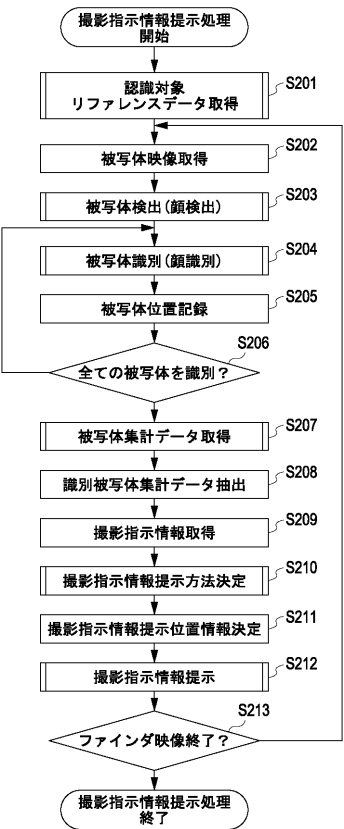 撮影指示情報提示処理
開始
認識対象
リファレンスデータ取得
S201
被写体映像取得
S202
被写体検出(顔検出)
S203
被写体識別(顔識別)
S204
被写体位置記録
S205
全ての被写体を識別?
S206
被写体集計データ取得
S207
識別被写体集計データ抽出
S208
撮影指示情報取得
S209
撮影指示情報提示方法決定
S210
撮影指示情報提示位置情報決定
S211
撮影指示情報提示
S212
ファインダ映像終了?
S213
撮影指示情報提示処理
終了